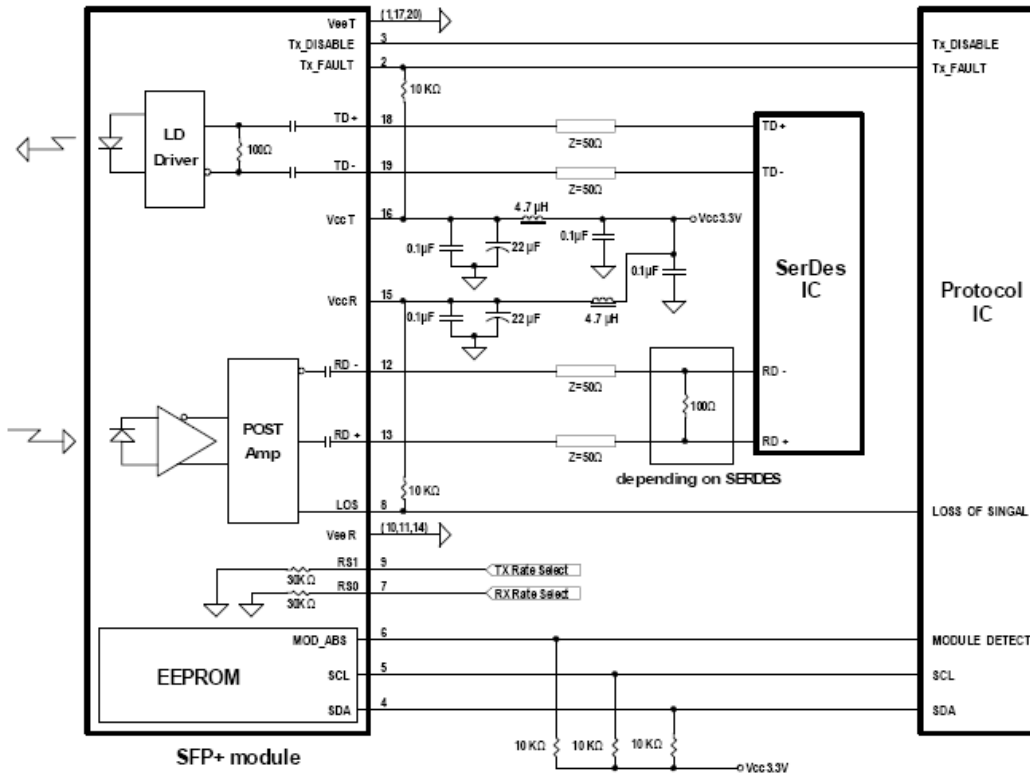 VeeT (1,17,20)
Tx_DISABLE 3 Tx_DISABLE
Tx_FAULT 2 Tx_FAULT
10 KΩ
LD Driver
100Ω
TD+ 18 Z=50Ω TD+
TD- 19 Z=50Ω TD-
VccT 16 4.7 µH Vcc3.3V
0.1µF 22 µF 0.1µF 0.1µF
SerDes IC
Protocol IC
VccR 15 4.7 µH
0.1µF 22 µF
RD - 12 Z=50Ω RD -
100Ω
POST Amp
RD + 13 Z=50Ω RD +
depending on SERDES
10 KΩ
LOS 8 LOSS OF SINGAL
VeeR (10,11,14)
RS1 9 TX Rate Select
30KΩ
RS0 7 RX Rate Select
30KΩ
MOD_ABS 6 MODULE DETECT
EEPROM
SCL 5 SCL
SDA 4 SDA
10 KΩ 10 KΩ 10 KΩ
Vcc3.3V
SFP+ module